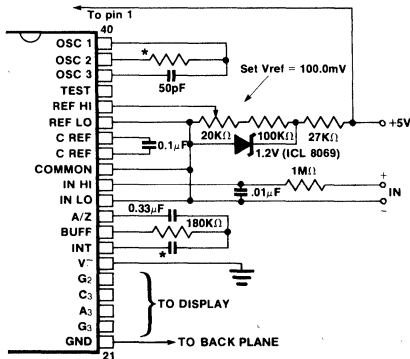 To pin 1
40
OSC 1
OSC 2
*
OSC 3
50pF
TEST
Set Vref = 100.0mV
REF HI
REF LO
20KΩ
100KΩ
27KΩ
+5V
C REF
0.1μF
1.2V (ICL 8069)
C REF
COMMON
1MΩ
+
IN HI
.01μF
IN
IN LO
−
A/Z
0.33μF
BUFF
180KΩ
INT
*
V−
G2
C3
TO DISPLAY
A3
G3
GND
TO BACK PLANE
21